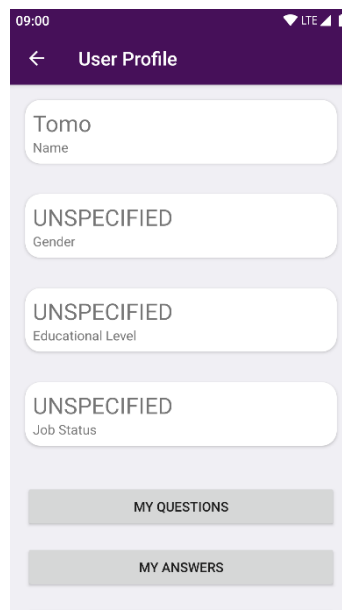 09:00 LTE
User Profile
Tomo
Name
UNSPECIFIED
Gender
UNSPECIFIED
Educational Level
UNSPECIFIED
Job Status
MY QUESTIONS
MY ANSWERS